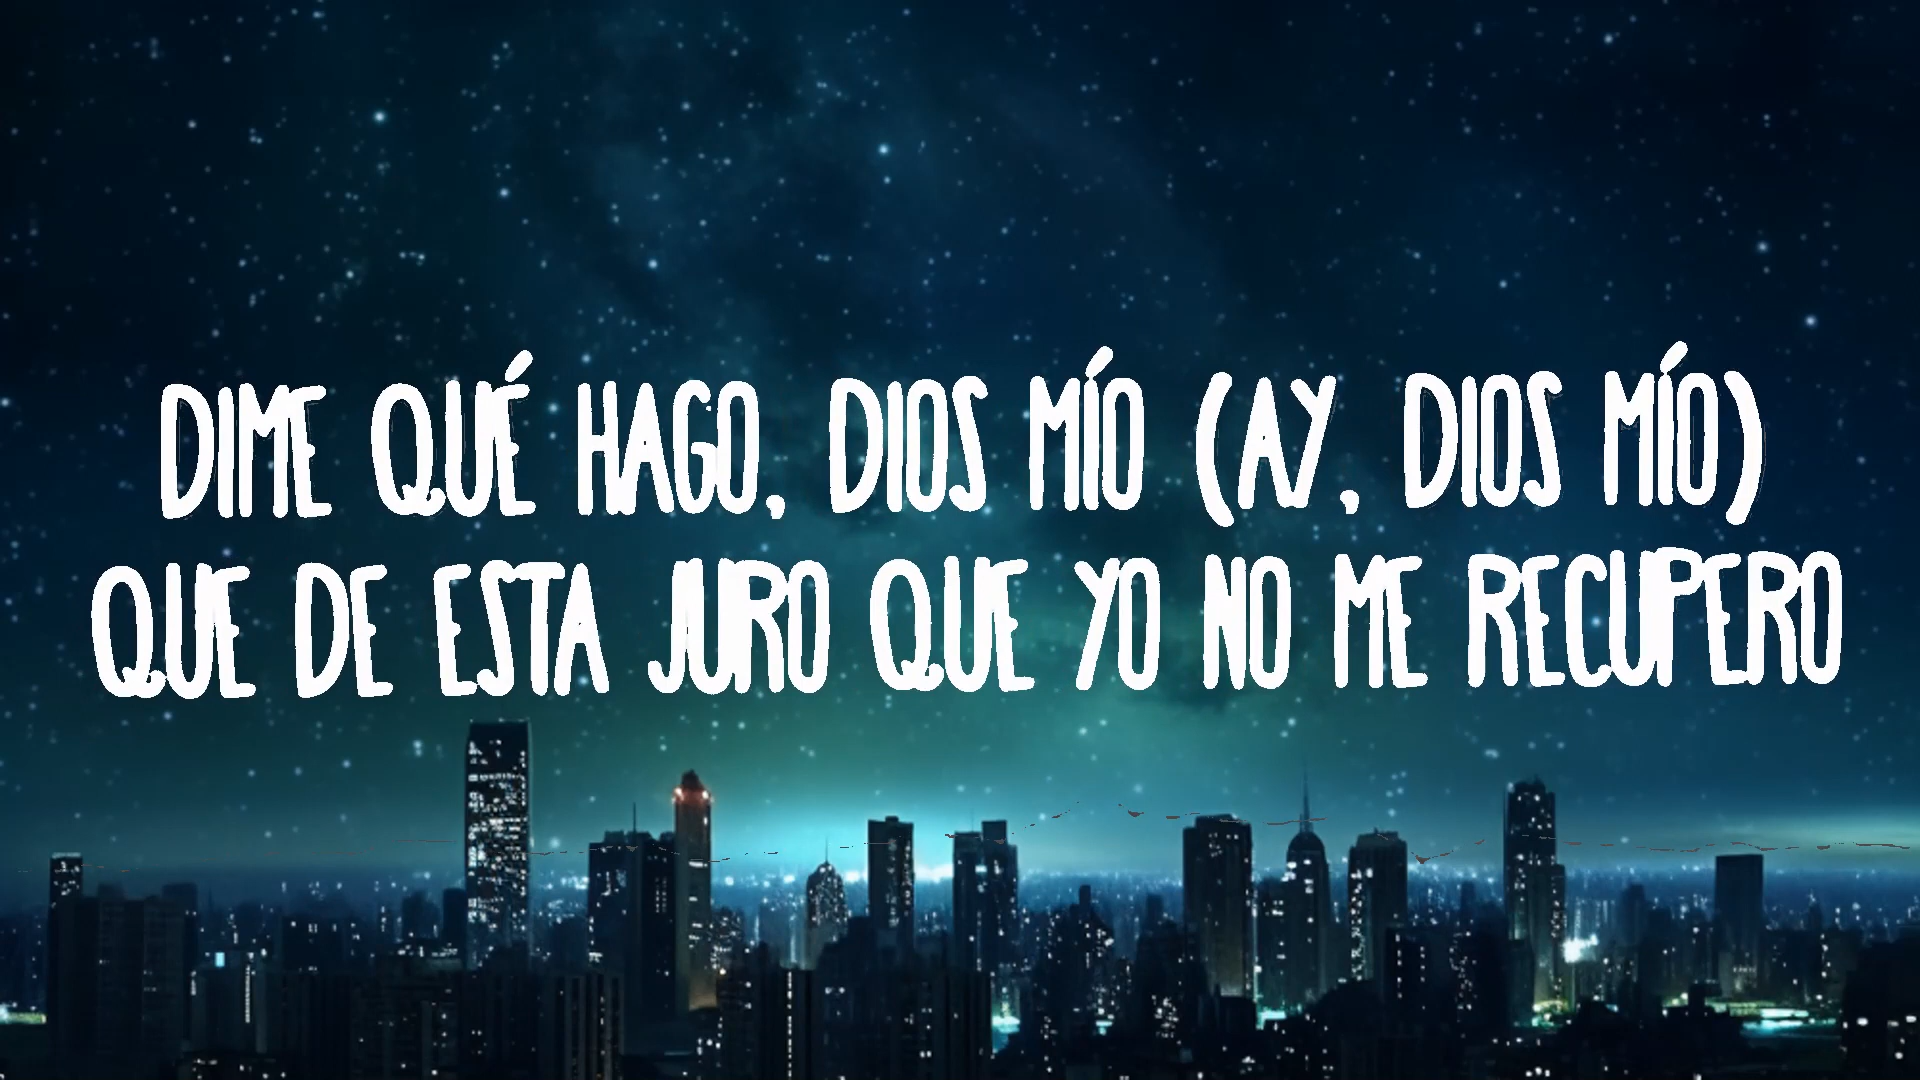 DIME QUÉ HAGO, DIOS MÍO (AY, DIOS MÍO)
QUE DE ESTA JURO QUE YO NO ME RECUPERO